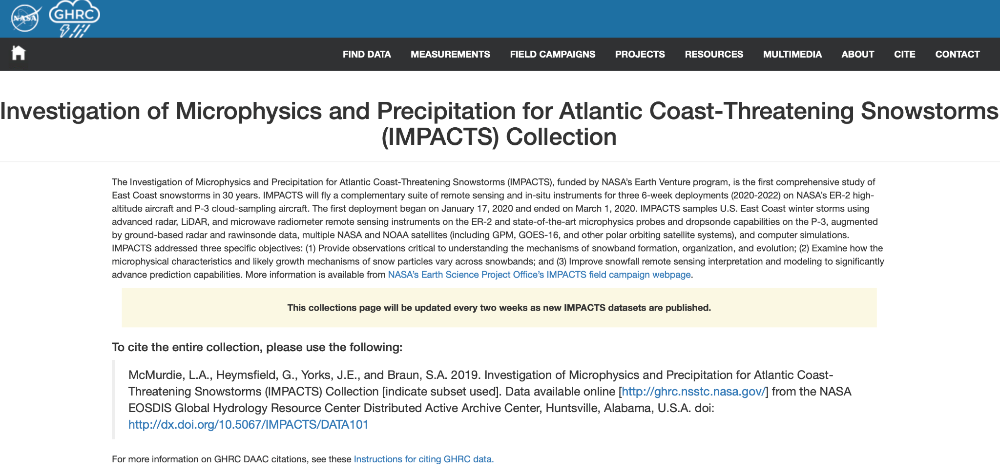 NASA
GHRC
FIND DATA MEASUREMENTS FIELD CAMPAIGNS PROJECTS RESOURCES MULTIMEDIA ABOUT CITE CONTACT
Investigation of Microphysics and Precipitation for Atlantic Coast-Threatening Snowstorms
(IMPACTS) Collection
The Investigation of Microphysics and Precipitation for Atlantic Coast-Threatening Snowstorms (IMPACTS), funded by NASA’s Earth Venture program, is the first comprehensive study of
East Coast snowstorms in 30 years. IMPACTS will fly a complementary suite of remote sensing and in-situ instruments for three 6-week deployments (2020-2022) on NASA’s ER-2 high-
altitude aircraft and P-3 cloud-sampling aircraft. The first deployment began on January 17, 2020 and ended on March 1, 2020. IMPACTS samples U.S. East Coast winter storms using
advanced radar, LiDAR, and microwave radiometer remote sensing instruments on the ER-2 and state-of-the-art microphysics probes and dropsonde capabilities on the P-3, augmented
by ground-based radar and rawinsonde data, multiple NASA and NOAA satellites (including GPM, GOES-16, and other polar orbiting satellite systems), and computer simulations.
IMPACTS addressed three specific objectives: (1) Provide observations critical to understanding the mechanisms of snowband formation, organization, and evolution; (2) Examine how the
microphysical characteristics and likely growth mechanisms of snow particles vary across snowbands; and (3) Improve snowfall remote sensing interpretation and modeling to significantly
advance prediction capabilities. More information is available from NASA’s Earth Science Project Office’s IMPACTS field campaign webpage.
This collections page will be updated every two weeks as new IMPACTS datasets are published.
To cite the entire collection, please use the following:
McMurdie, L.A., Heymsfield, G., Yorks, J.E., and Braun, S.A. 2019. Investigation of Microphysics and Precipitation for Atlantic Coast-
Threatening Snowstorms (IMPACTS) Collection [indicate subset used]. Data available online [http://ghrc.nsstc.nasa.gov/] from the NASA
EOSDIS Global Hydrology Resource Center Distributed Active Archive Center, Huntsville, Alabama, U.S.A. doi:
http://dx.doi.org/10.5067/IMPACTS/DATA101
For more information on GHRC DAAC citations, see these Instructions for citing GHRC data.